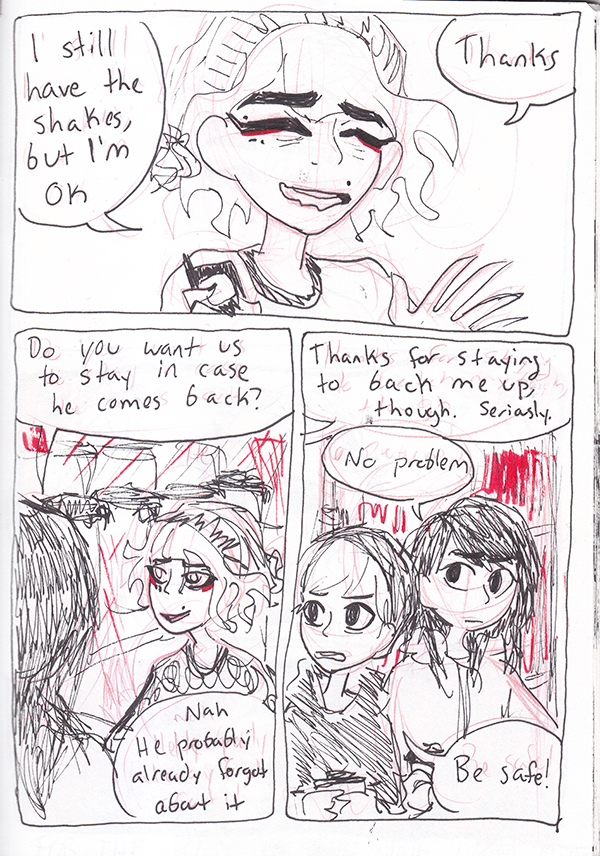 I still
have the
shakes,
but I'm
OK
Thanks
Do you want us
to stay in case
he comes back?
Nah
He probably
already forgot
about it
Thanks for staying
to back me up,
though. Seriasly.
No problem
Be safe!